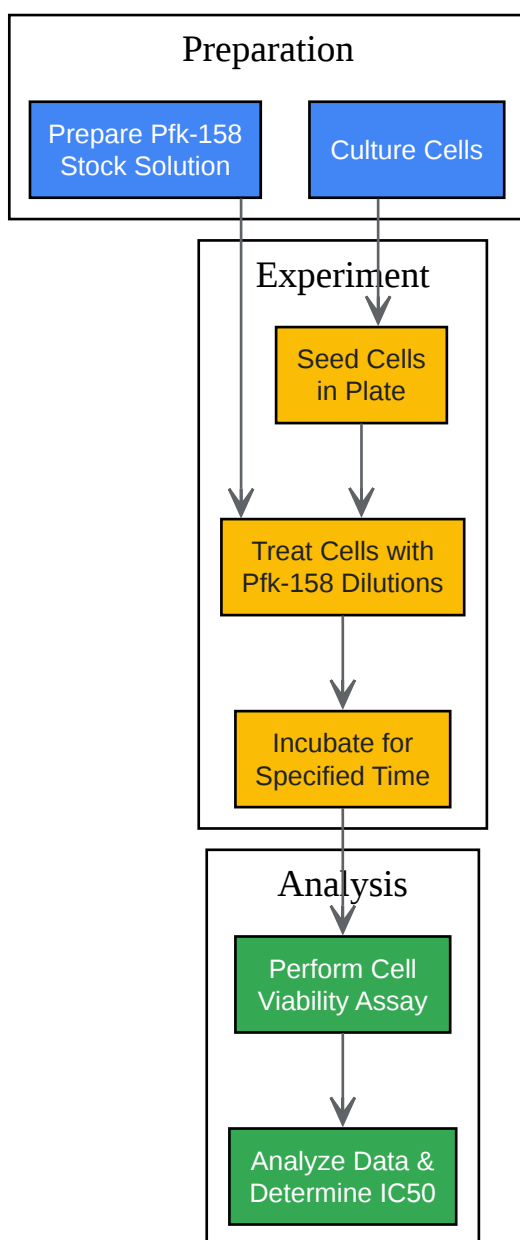 Preparation
Prepare Pfk-158
Stock Solution
Culture Cells
Experiment
Seed Cells
in Plate
Treat Cells with
Pfk-158 Dilutions
Incubate for
Specified Time
Analysis
Perform Cell
Viability Assay
Analyze Data &
Determine IC50